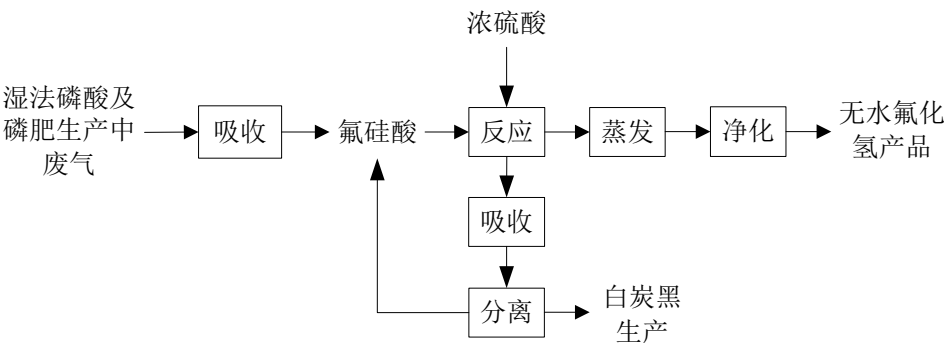 浓硫酸
湿法磷酸及
磷肥生产中
废气
吸收
氟硅酸
反应
蒸发
净化
无水氟化
氢产品
吸收
分离
白炭黑
生产